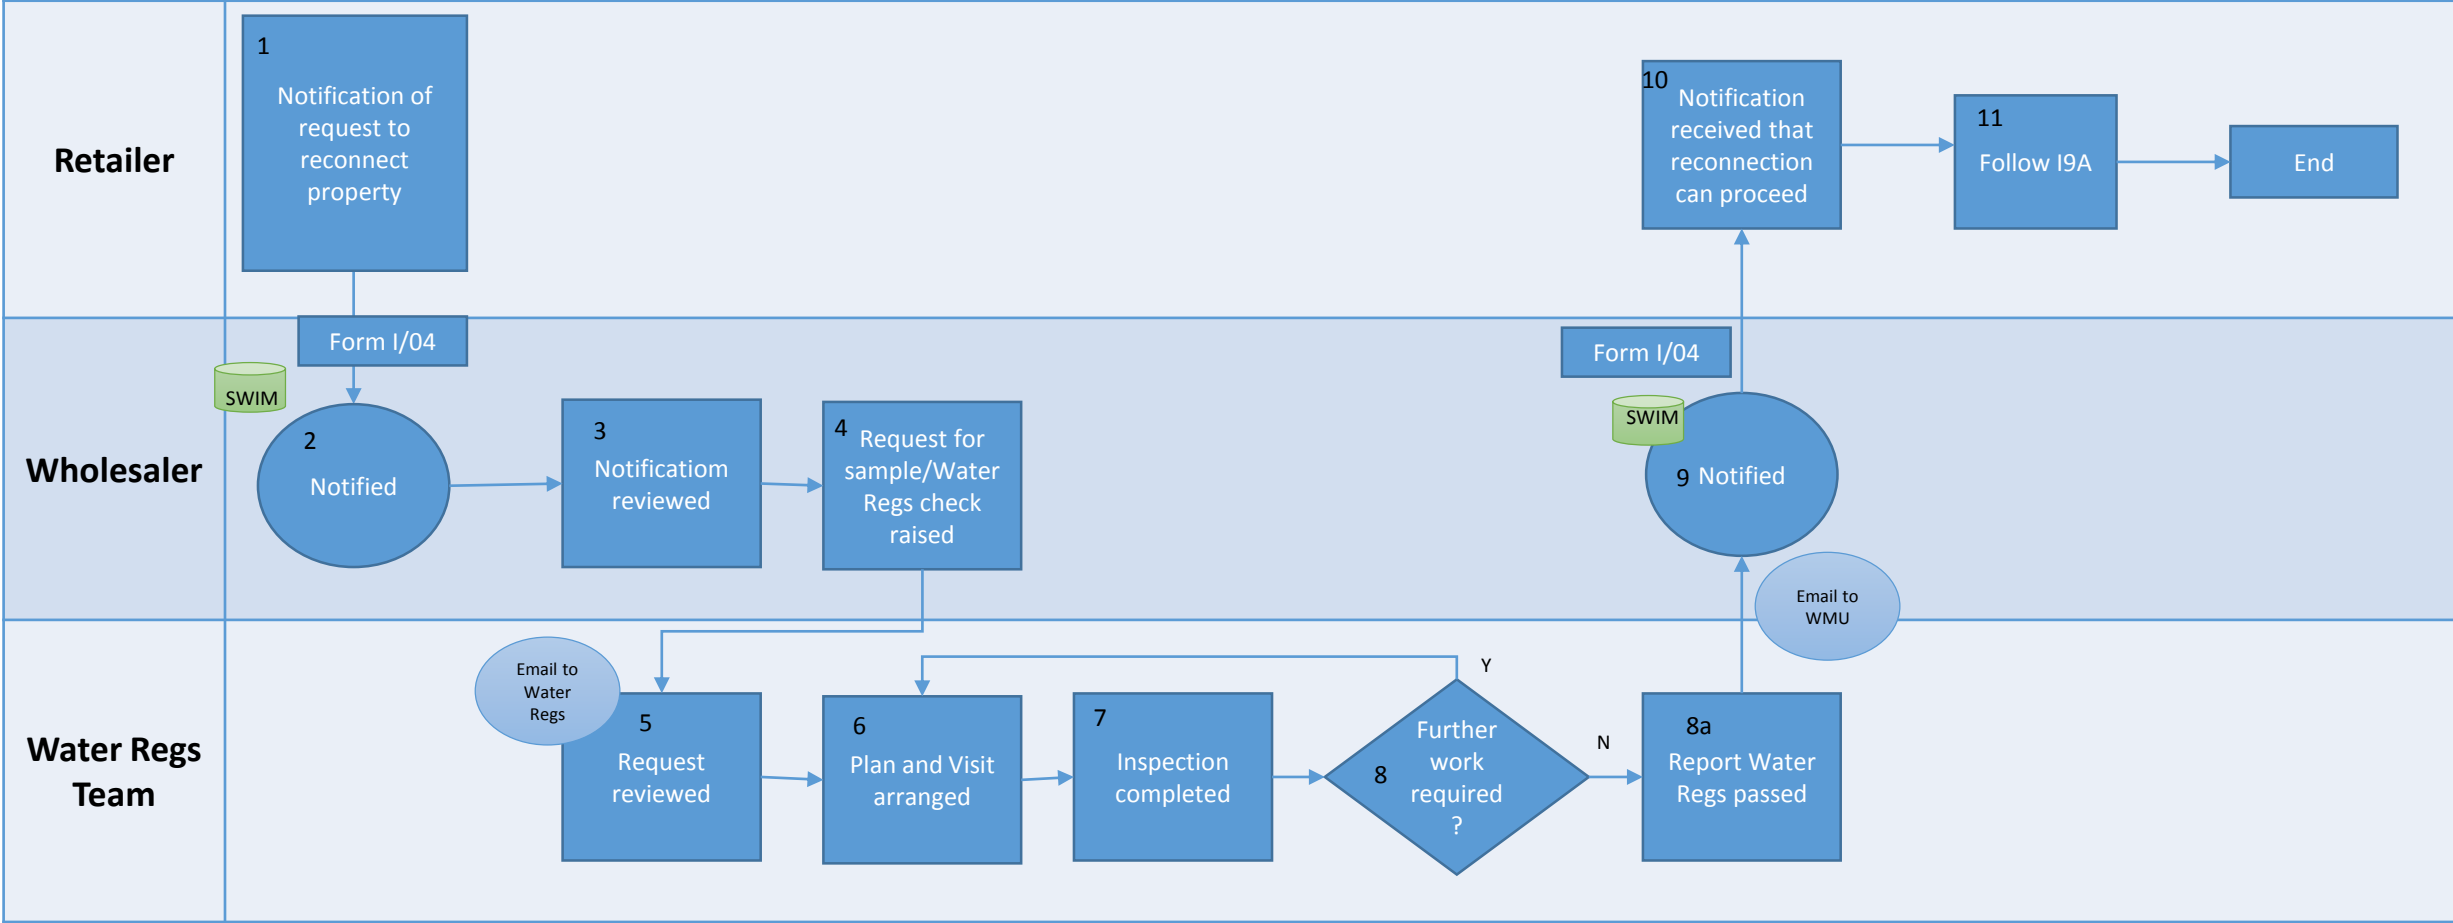 Retailer
1
Notification of
request to
reconnect
property
10
Notification
received that
reconnection
can proceed
11
Follow I9A
End
Wholesaler
Form I/04
SWIM
2
Notified
3
Notificatiom
reviewed
4
Request for
sample/Water
Regs check
raised
Form I/04
SWIM
9 Notified
Email to
WMU
Water Regs
Team
Email to
Water
Regs
5
Request
reviewed
6
Plan and Visit
arranged
7
Inspection
completed
Y
8
Further
work
required
?
N
8a
Report Water
Regs passed